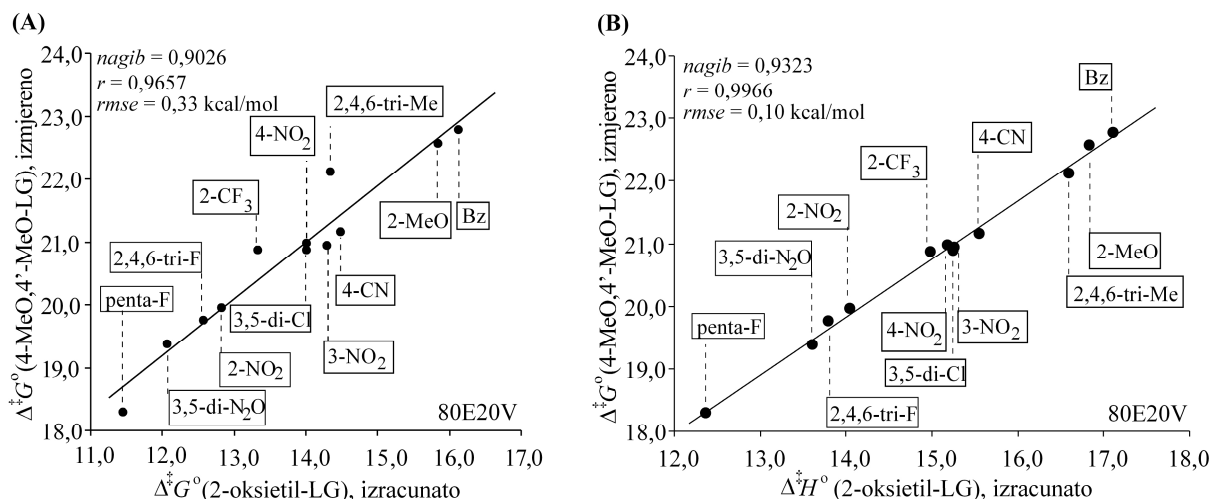 (A)
Δ‡G°(4-MeO,4'-MeO-LG), izmjereno
24,0
23,0
22,0
21,0
20,0
19,0
18,0
nagib = 0,9026
r = 0,9657
rmse = 0,33 kcal/mol
2,4,6-tri-Me
4-NO2
2-CF3
2-MeO
Bz
2,4,6-tri-F
4-CN
penta-F
3,5-di-Cl
3-NO2
2-NO2
3,5-di-N2O
80E20V
11,0 12,0 13,0 14,0 15,0 16,0 17,0
Δ‡G°(2-oksietil-LG), izracunato
(B)
Δ‡G°(4-MeO,4'-MeO-LG), izmjereno
24,0
23,0
22,0
21,0
20,0
19,0
18,0
nagib = 0,9323
r = 0,9966
rmse = 0,10 kcal/mol
Bz
4-CN
2-CF3
2-NO2
3,5-di-N2O
2-MeO
2,4,6-tri-Me
penta-F
4-NO2
3-NO2
3,5-di-Cl
2,4,6-tri-F
80E20V
12,0 13,0 14,0 15,0 16,0 17,0 18,0
Δ‡H°(2-oksietil-LG), izracunato